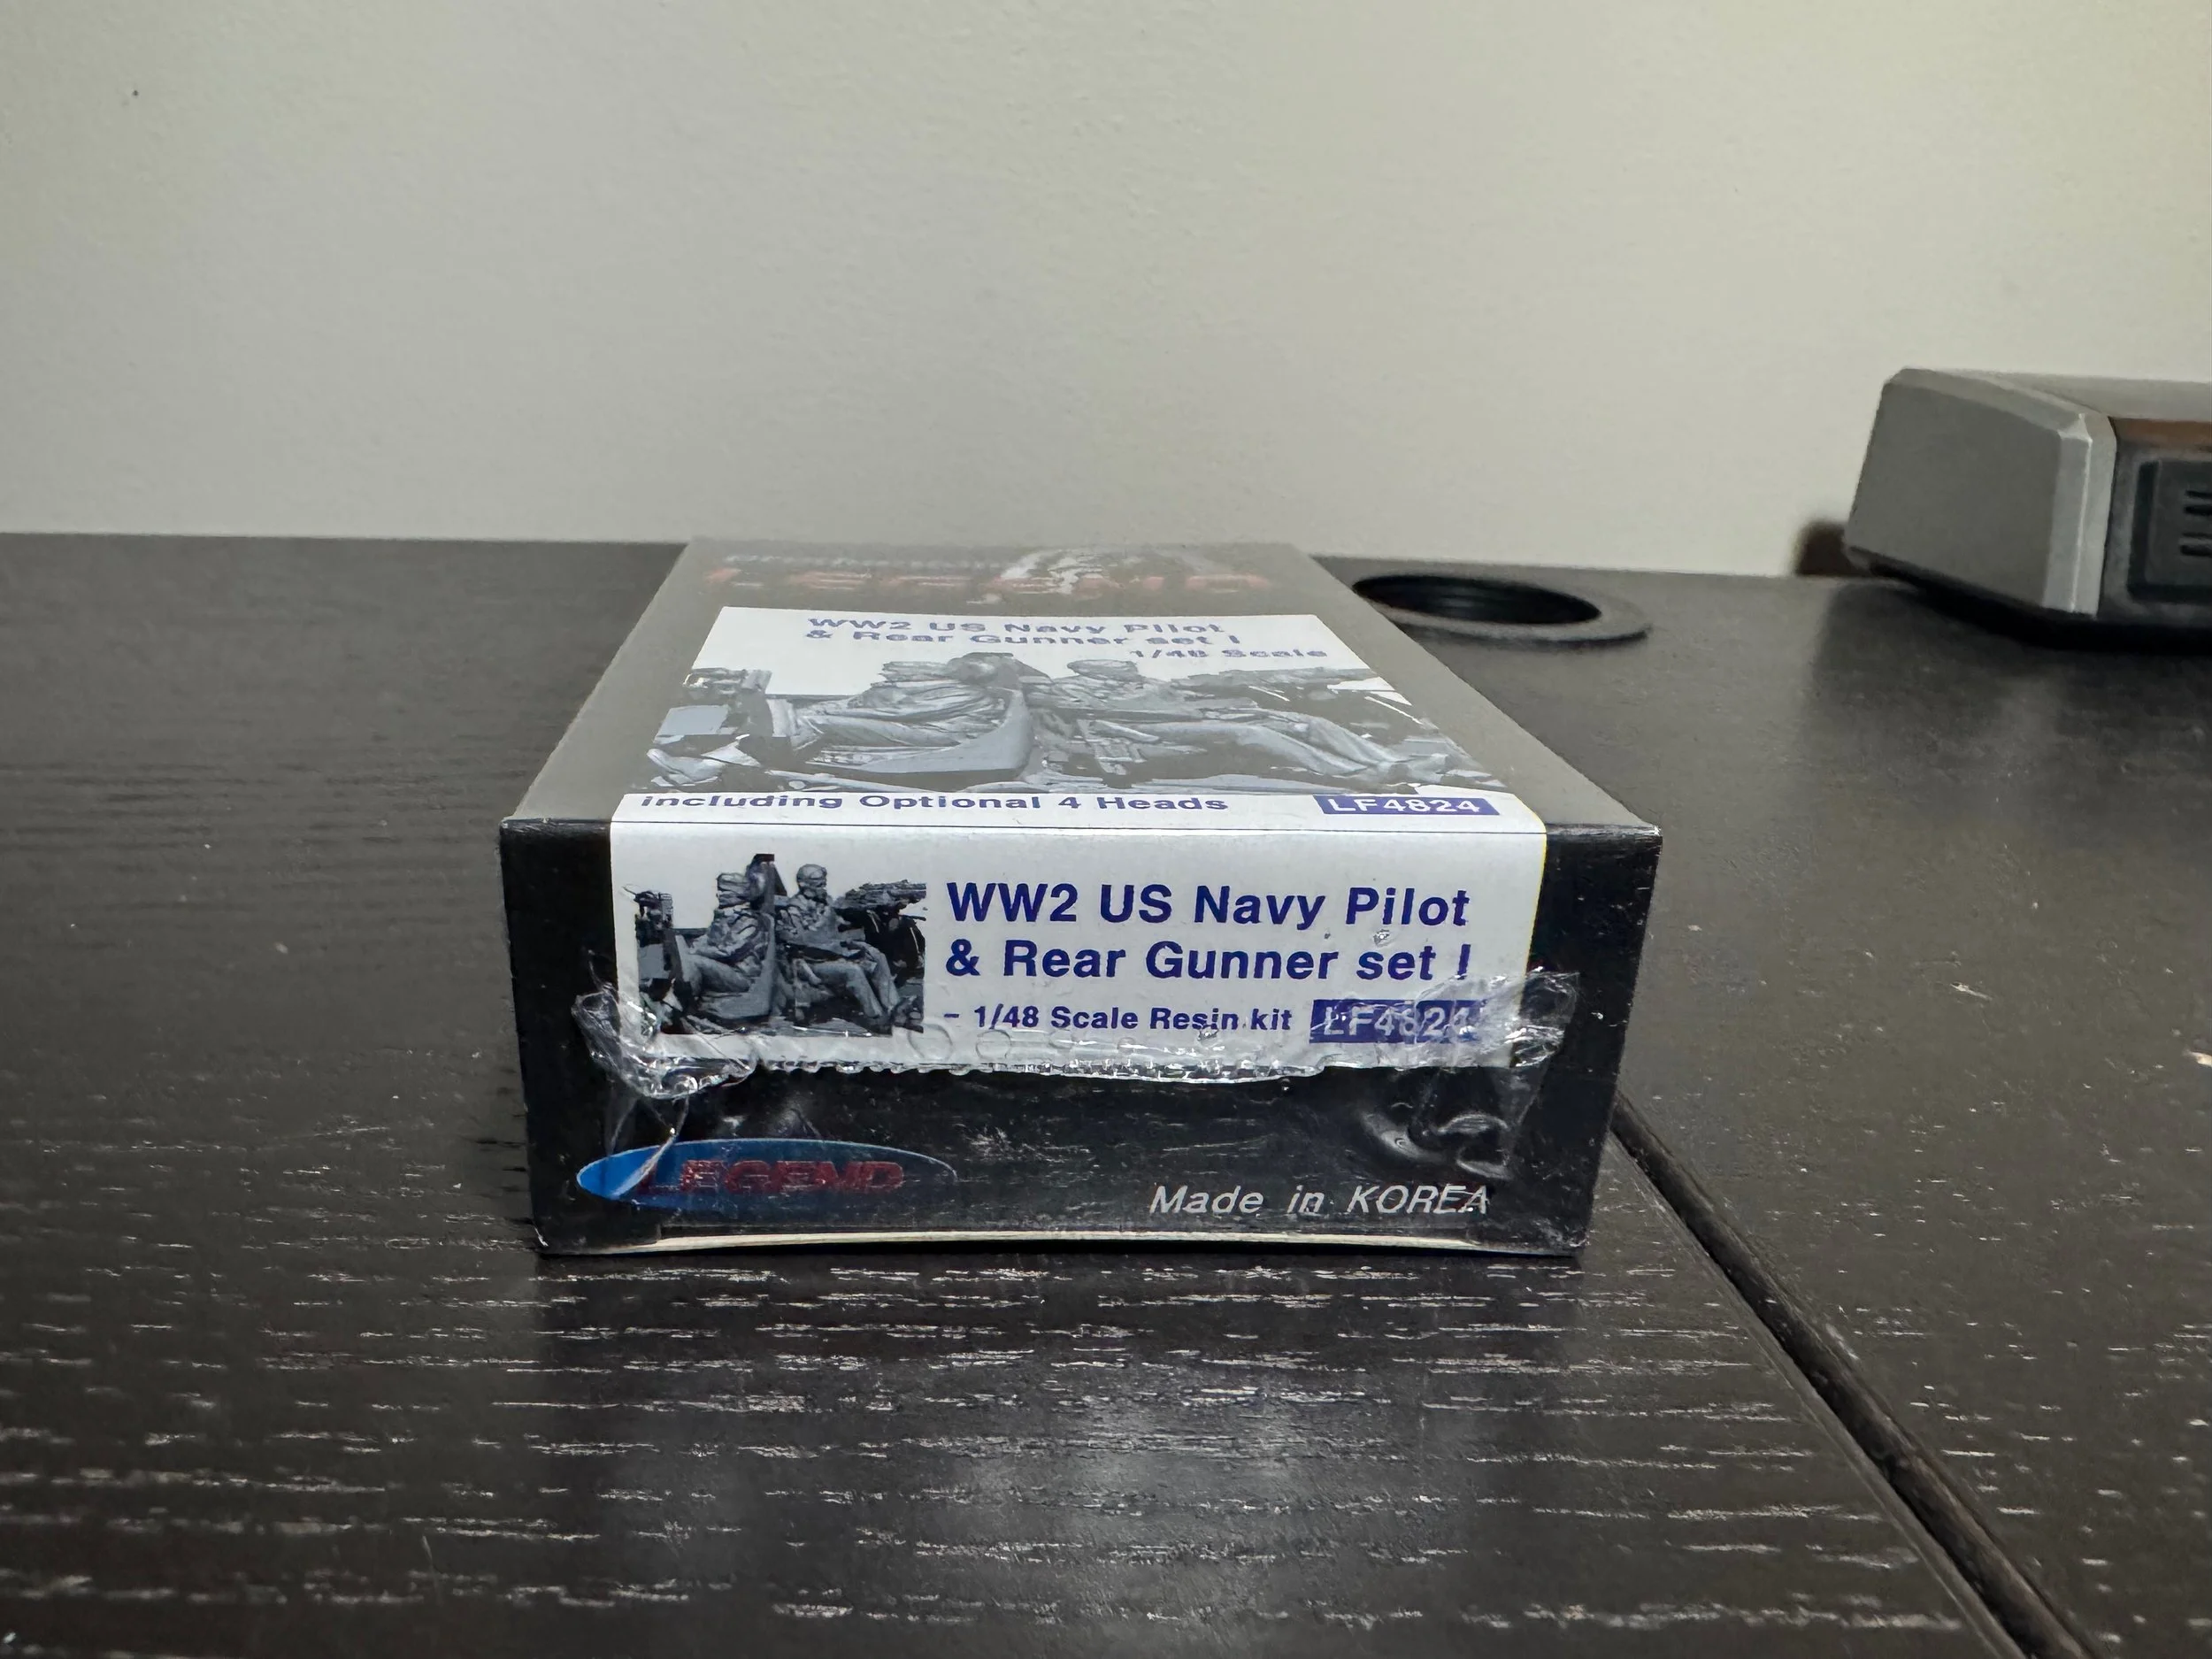 WW2 US Navy Pilot
& Rear Gunner set I
1/48 Scale
including Optional 4 Heads LF4824
WW2 US Navy Pilot
& Rear Gunner set I
- 1/48 Scale Resin kit LF4824
LEGEND
Made in KOREA